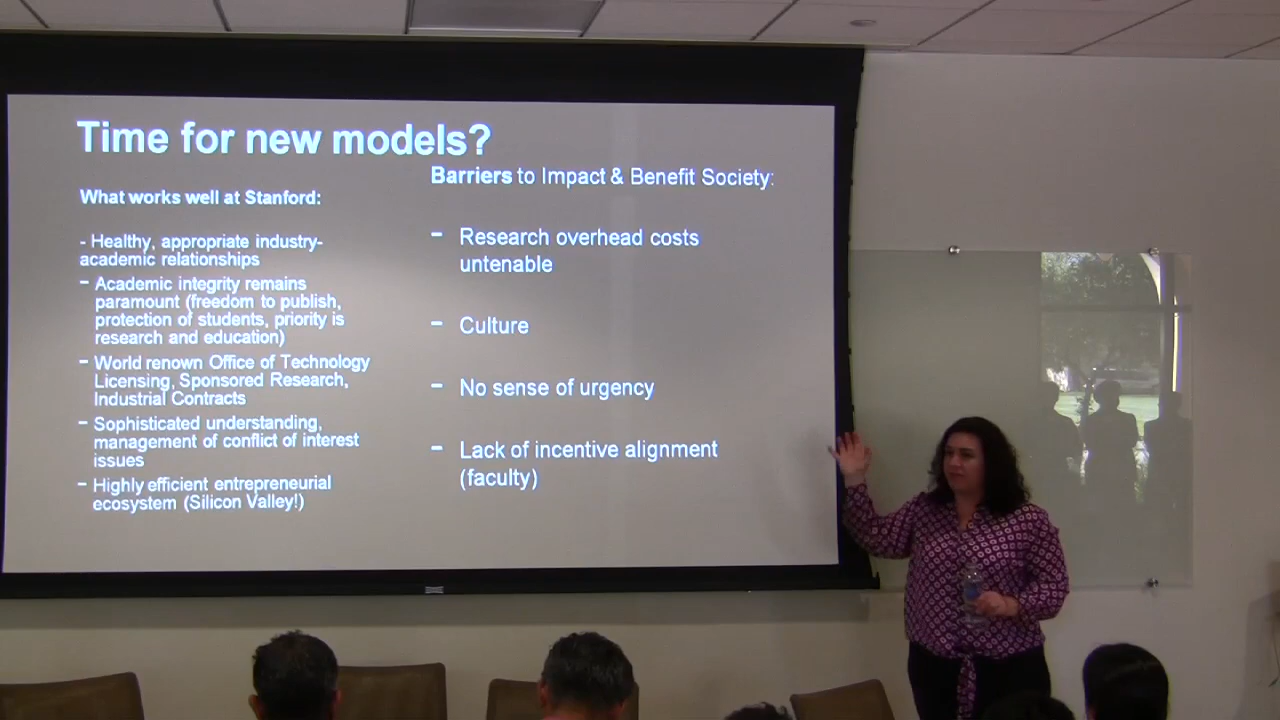 Time for new models?
What works well at Stanford:
- Healthy, appropriate industry-
academic relationships
- Academic integrity remains
paramount (freedom to publish,
protection of students, priority is
research and education)
- World renown Office of Technology
Licensing, Sponsored Research,
Industrial Contracts
- Sophisticated understanding,
management of conflict of interest
issues
- Highly efficient entrepreneurial
ecosystem (Silicon Valley!)
Barriers to Impact & Benefit Society:
- Research overhead costs
untenable
- Culture
- No sense of urgency
- Lack of incentive alignment
(faculty)